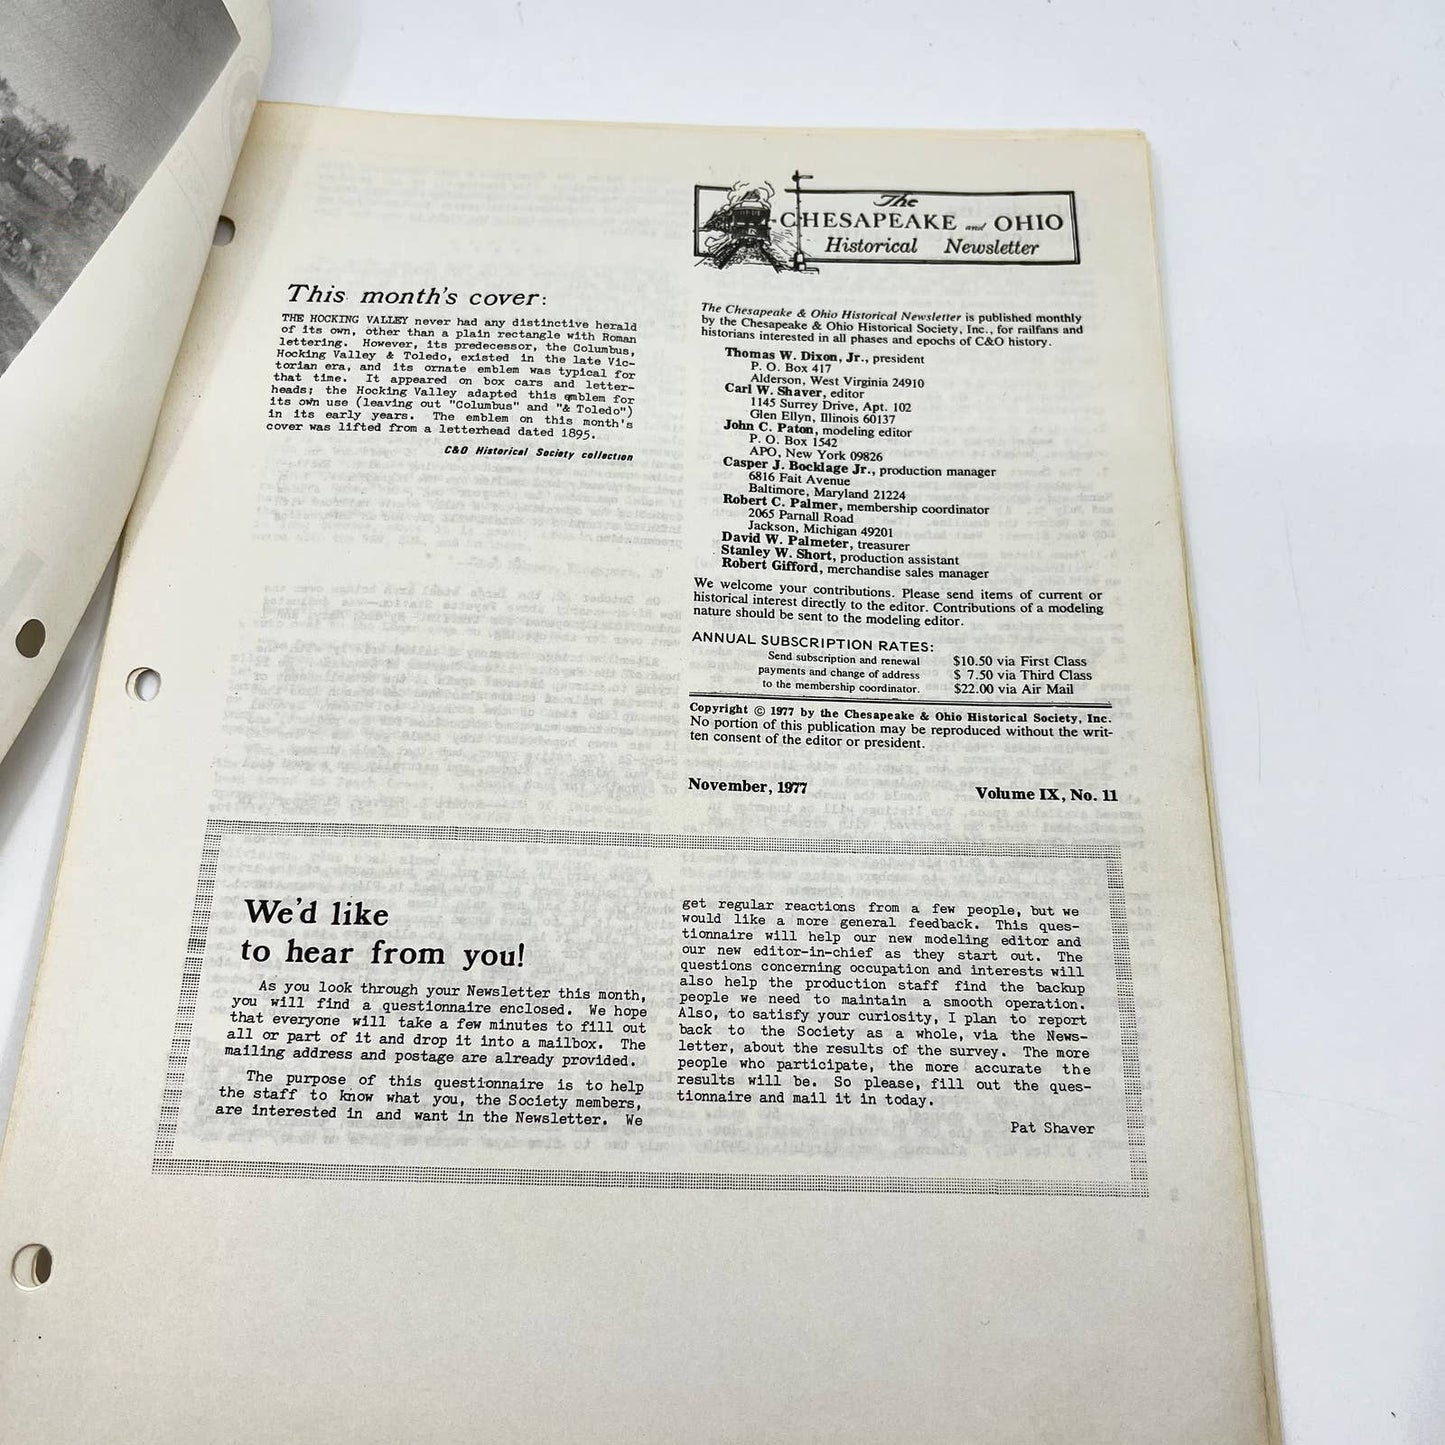 The
CHESAPEAKE and OHIO
Historical Newsletter
This month's cover:
THE HOCKING VALLEY never had any distinctive herald
of its own, other than a plain rectangle with Roman
lettering. However, its predecessor, the Columbus,
Hocking Valley & Toledo, existed in the late Vic-
torian era, and its ornate emblem was typical for
that time. It appeared on box cars and letter-
heads; the Hocking Valley adapted this emblem for
its own use (leaving out "Columbus" and "& Toledo")
in its early years. The emblem on this month's
cover was lifted from a letterhead dated 1895.
C&O Historical Society collection
The Chesapeake & Ohio Historical Newsletter is published monthly
by the Chesapeake & Ohio Historical Society, Inc., for railfans and
historians interested in all phases and epochs of C&O history.
Thomas W. Dixon, Jr., president
P. O. Box 417
Alderson, West Virginia 24910
Carl W. Shaver, editor
1145 Surrey Drive, Apt. 102
Glen Ellyn, Illinois 60137
John C. Paton, modeling editor
P. O. Box 1542
APO, New York 09826
Casper J. Bocklage Jr., production manager
6816 Fait Avenue
Baltimore, Maryland 21224
Robert C. Palmer, membership coordinator
2065 Parnall Road
Jackson, Michigan 49201
David W. Palmeter, treasurer
Stanley W. Short, production assistant
Robert Gifford, merchandise sales manager
We welcome your contributions. Please send items of current or
historical interest directly to the editor. Contributions of a modeling
nature should be sent to the modeling editor.
ANNUAL SUBSCRIPTION RATES:
Send subscription and renewal $10.50 via First Class
payments and change of address $ 7.50 via Third Class
to the membership coordinator. $22.00 via Air Mail
Copyright © 1977 by the Chesapeake & Ohio Historical Society, Inc.
No portion of this publication may be reproduced without the writ-
ten consent of the editor or president.
November, 1977 Volume IX, No. 11
We'd like
to hear from you!
As you look through your Newsletter this month,
you will find a questionnaire enclosed. We hope
that everyone will take a few minutes to fill out
all or part of it and drop it into a mailbox. The
mailing address and postage are already provided.
The purpose of this questionnaire is to help
the staff to know what you, the Society members,
are interested in and want in the Newsletter. We
get regular reactions from a few people, but we
would like a more general feedback. This ques-
tionnaire will help our new modeling editor and
our new editor-in-chief as they start out. The
questions concerning occupation and interests will
also help the production staff find the backup
people we need to maintain a smooth operation.
Also, to satisfy your curiosity, I plan to report
back to the Society as a whole, via the News-
letter, about the results of the survey. The more
people who participate, the more accurate the
results will be. So please, fill out the ques-
tionnaire and mail it in today.
Pat Shaver